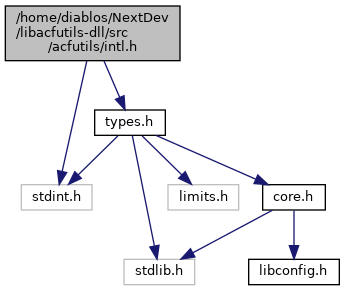 /home/diablos/NextDev
/libacfutils-dll/src
/acfutils/intl.h
types.h
stdint.h
limits.h
core.h
stdlib.h
libconfig.h